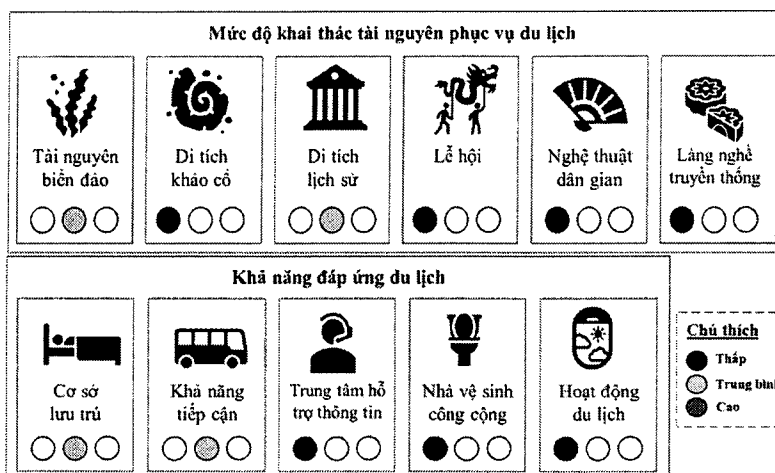 Mức độ khai thác tài nguyên phục vụ du lịch
Tài nguyên
biển đảo
Di tích
khảo cổ
Di tích
lịch sử
Lễ hội
Nghệ thuật
dân gian
Làng nghề
truyền thống
Khả năng đáp ứng du lịch
Cơ sở
lưu trú
Khả năng
tiếp cận
Trung tâm hỗ
trợ thông tin
Nhà vệ sinh
công cộng
Hoạt động
du lịch
Chú thích
Thấp
Trung bình
Cao